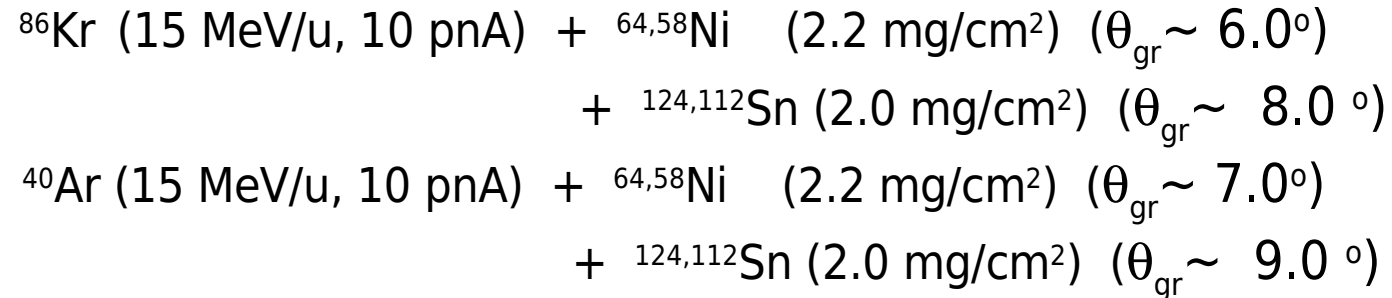 ⁸⁶Kr (15 MeV/u, 10 pnA) + ⁶⁴,⁵⁸Ni (2.2 mg/cm²) (θgr~ 6.0º)
+ ¹²⁴,¹¹²Sn (2.0 mg/cm²) (θgr~ 8.0 º)
⁴⁰Ar (15 MeV/u, 10 pnA) + ⁶⁴,⁵⁸Ni (2.2 mg/cm²) (θgr~ 7.0º)
+ ¹²⁴,¹¹²Sn (2.0 mg/cm²) (θgr~ 9.0 º)